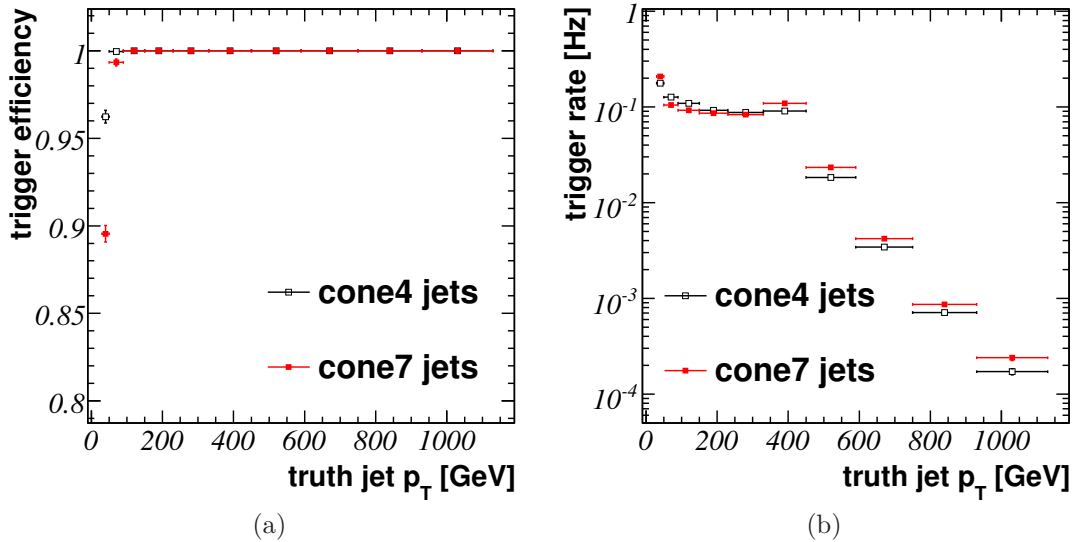 trigger efficiency
1
0.95
0.9
0.85
0.8
cone4 jets
cone7 jets
0 200 400 600 800 1000
truth jet p_T [GeV]
(a)
trigger rate [Hz]
1
10^-1
10^-2
10^-3
10^-4
cone4 jets
cone7 jets
0 200 400 600 800 1000
truth jet p_T [GeV]
(b)